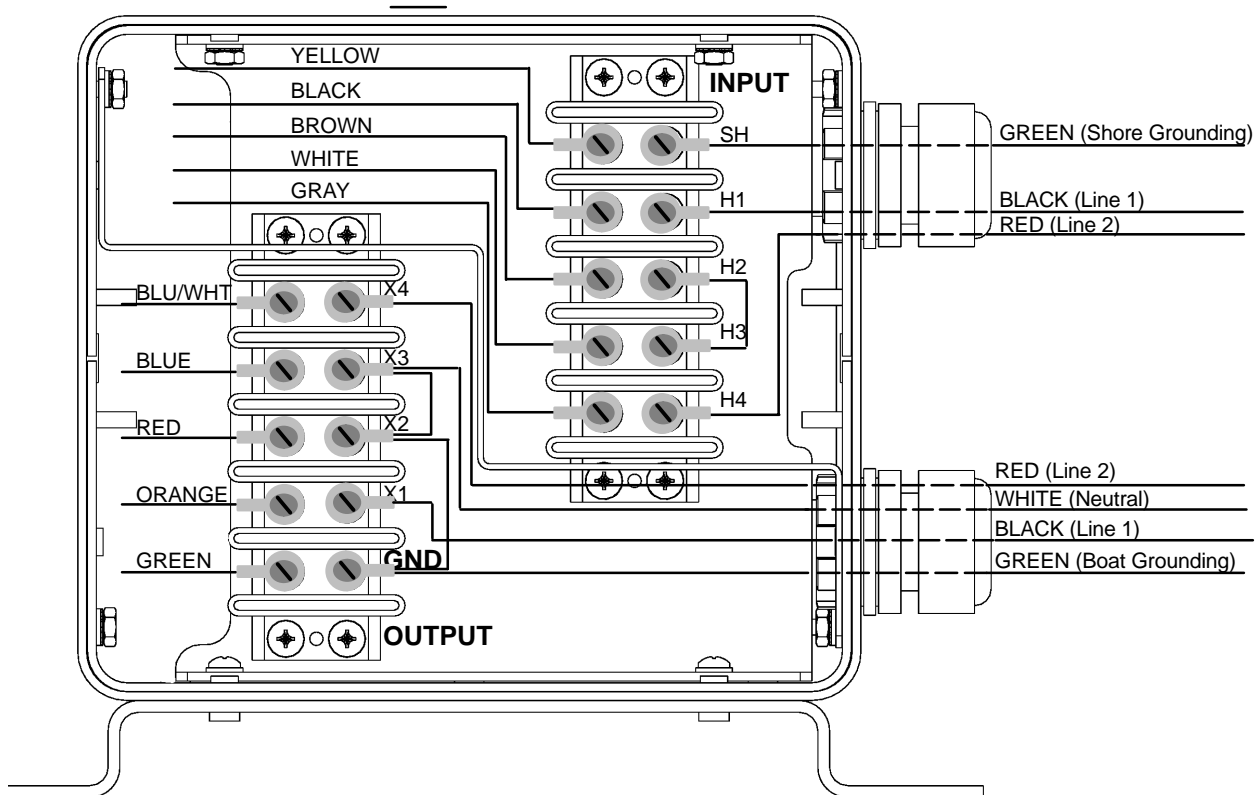 YELLOW
INPUT
BLACK
BROWN
SH
GREEN (Shore Grounding)
WHITE
GRAY
H1
BLACK (Line 1)
RED (Line 2)
H2
BLU/WHT
X4
H3
BLUE
X3
H4
RED
X2
RED (Line 2)
ORANGE
X1
WHITE (Neutral)
BLACK (Line 1)
GREEN
GND
GREEN (Boat Grounding)
OUTPUT